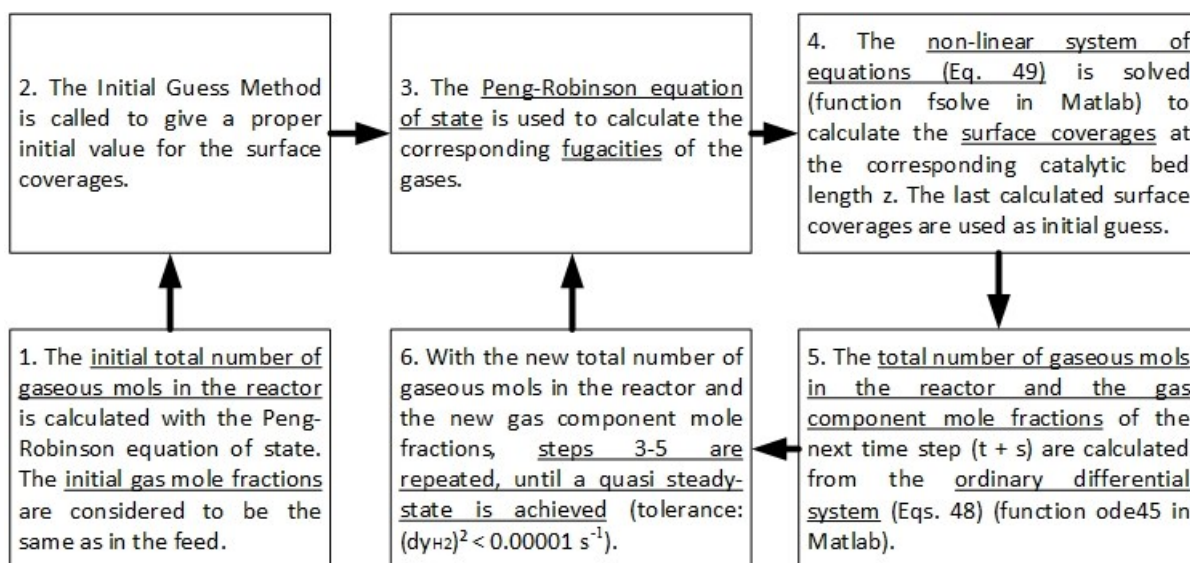 2. The Initial Guess Method
is called to give a proper
initial value for the surface
coverages.
3. The Peng-Robinson equation
of state is used to calculate the
corresponding fugacities of the
gases.
4. The non-linear system of
equations (Eq. 49) is solved
(function fsolve in Matlab) to
calculate the surface coverages at
the corresponding catalytic bed
length z. The last calculated surface
coverages are used as initial guess.
1. The initial total number of
gaseous mols in the reactor
is calculated with the Peng-
Robinson equation of state.
The initial gas mole fractions
are considered to be the
same as in the feed.
6. With the new total number of
gaseous mols in the reactor and
the new gas component mole
fractions, steps 3-5 are
repeated, until a quasi steady-
state is achieved (tolerance:
(dyH2)² < 0.00001 s⁻¹).
5. The total number of gaseous mols
in the reactor and the gas
component mole fractions of the
next time step (t + s) are calculated
from the ordinary differential
system (Eqs. 48) (function ode45 in
Matlab).